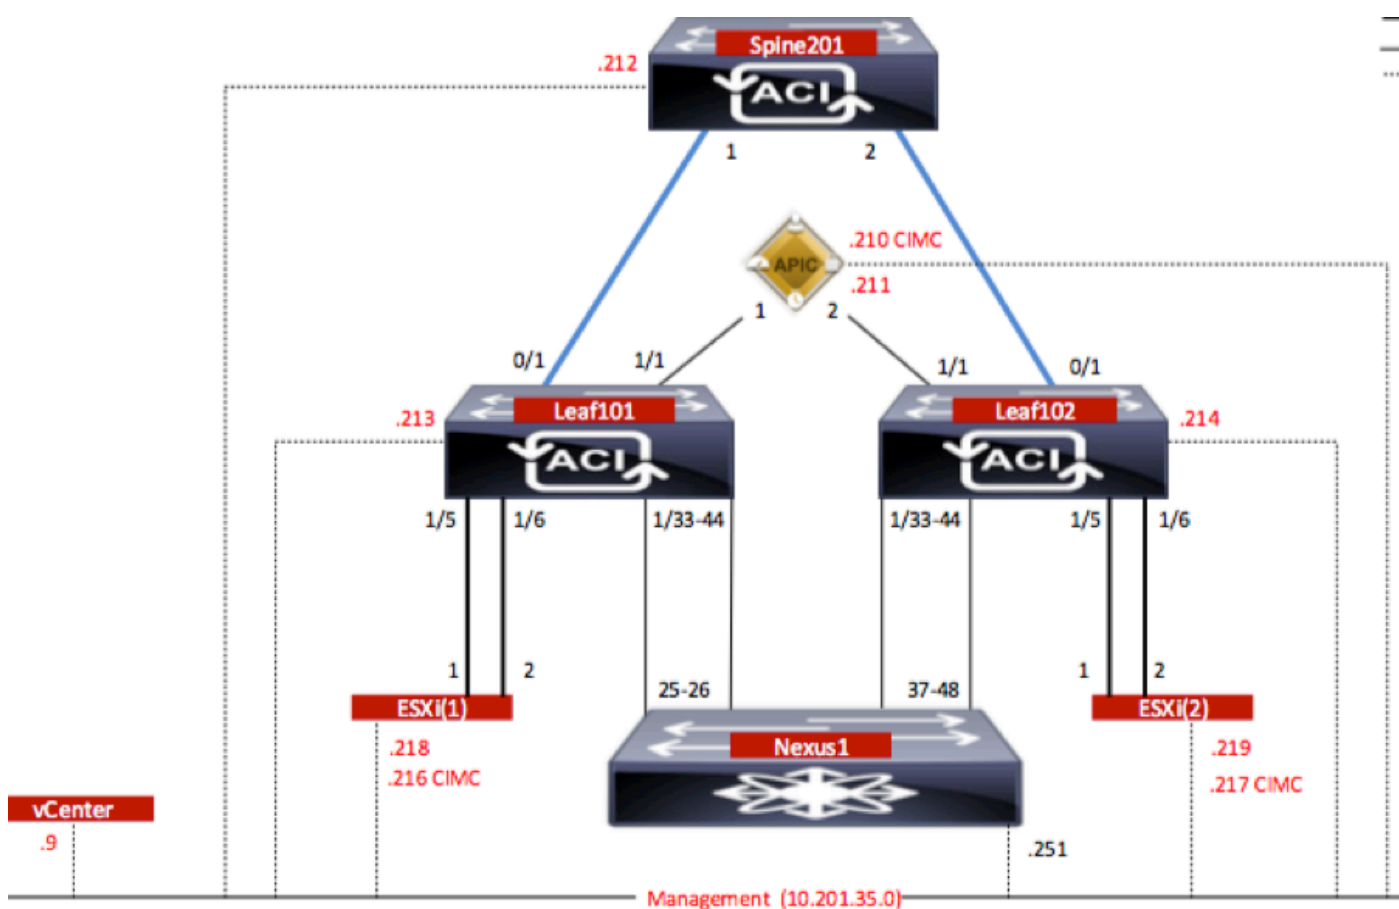 Spine201
.212
ACI
1 2
.210 CIMC
APIC
.211
1 2
0/1 1/1 1/1 0/1
Leaf101 Leaf102
.213 .214
ACI ACI
1/5 1/6 1/33-44 1/33-44 1/5 1/6
1 2 25-26 37-48 1 2
ESXi(1) ESXi(2)
Nexus1
.218 .219
.216 CIMC .217 CIMC
vCenter
.9 .251
Management (10.201.35.0)